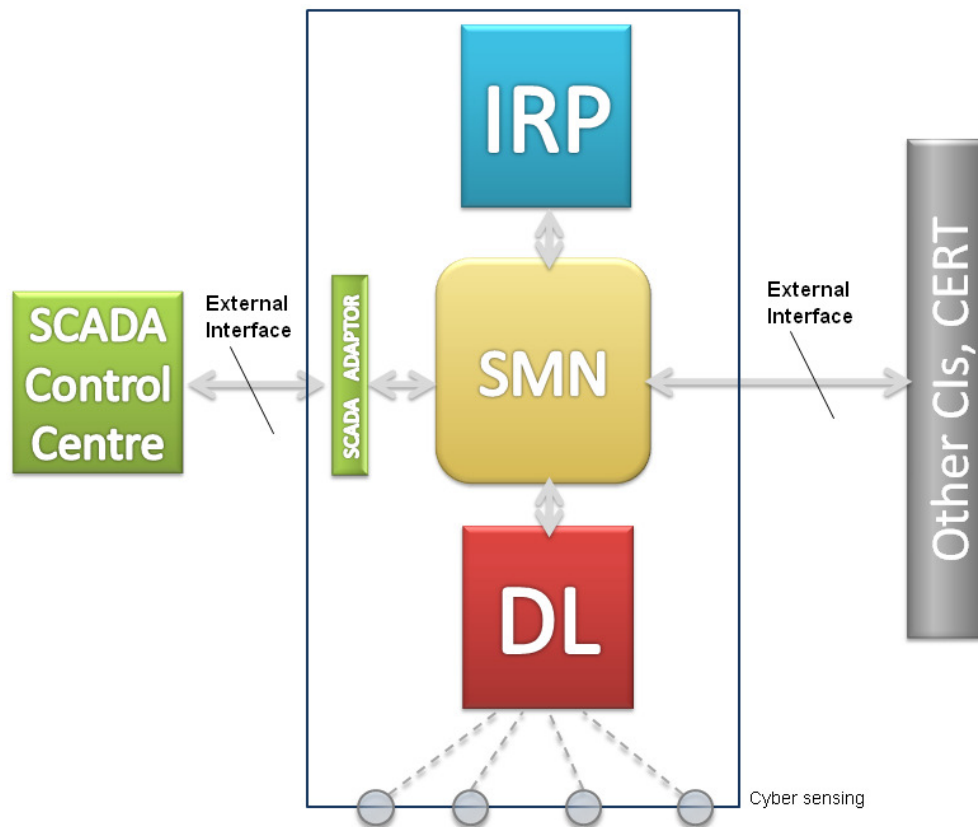 IRP
External
Interface
SCADA
Control
Centre
SCADA ADAPTOR
SMN
External
Interface
Other CIs, CERT
DL
Cyber sensing